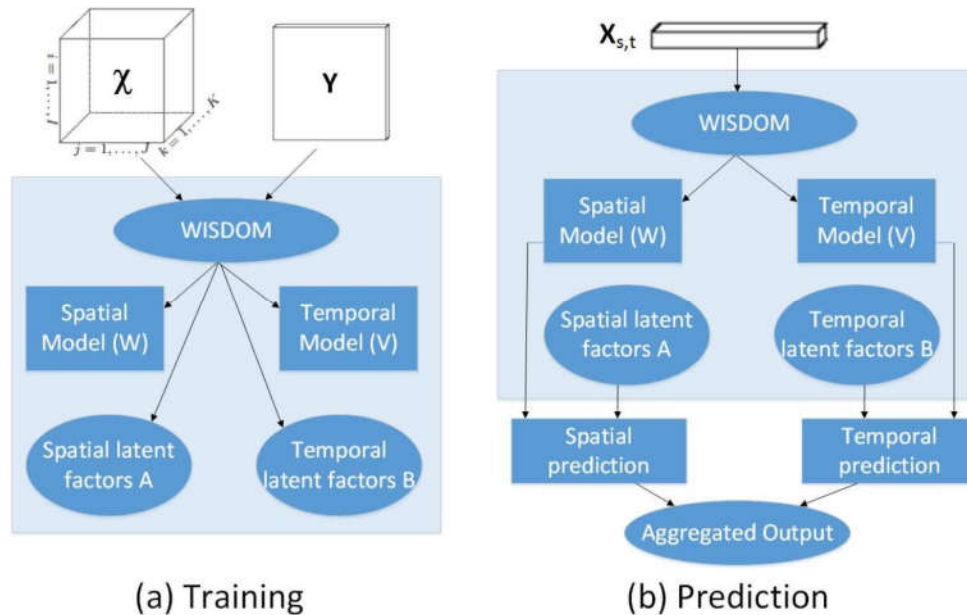 χ
i = 1, ....., I
j = 1, ....., J
k = 1, ....., K
Y
WISDOM
Spatial
Model (W)
Temporal
Model (V)
Spatial latent
factors A
Temporal
latent factors B
(a) Training
X s,t
WISDOM
Spatial
Model (W)
Temporal
Model (V)
Spatial latent
factors A
Temporal
latent factors B
Spatial
prediction
Temporal
prediction
Aggregated Output
(b) Prediction